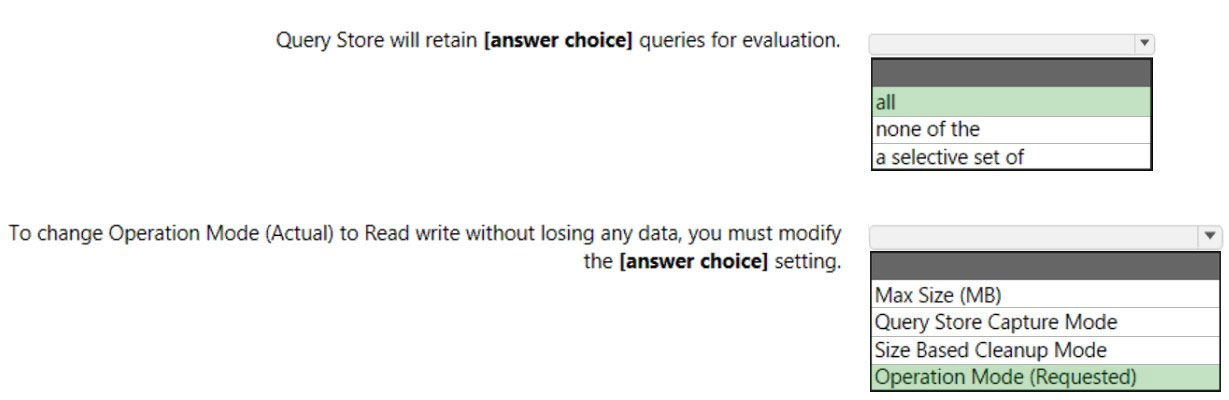 Query Store will retain [answer choice] queries for evaluation.
all
none of the
a selective set of
To change Operation Mode (Actual) to Read write without losing any data, you must modify
the [answer choice] setting.
Max Size (MB)
Query Store Capture Mode
Size Based Cleanup Mode
Operation Mode (Requested)